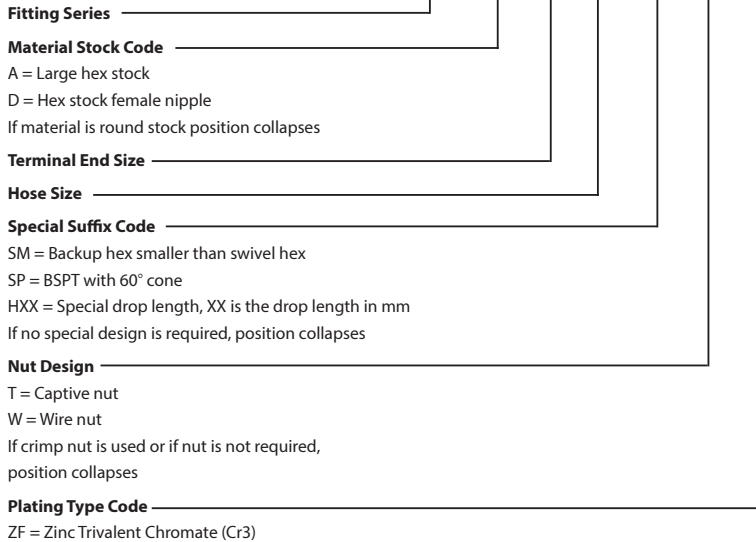 Fitting Series
Material Stock Code
A = Large hex stock
D = Hex stock female nipple
If material is round stock position collapses
Terminal End Size
Hose Size
Special Suffix Code
SM = Backup hex smaller than swivel hex
SP = BSPT with 60° cone
HXX = Special drop length, XX is the drop length in mm
If no special design is required, position collapses
Nut Design
T = Captive nut
W = Wire nut
If crimp nut is used or if nut is not required,
position collapses
Plating Type Code
ZF = Zinc Trivalent Chromate (Cr3)